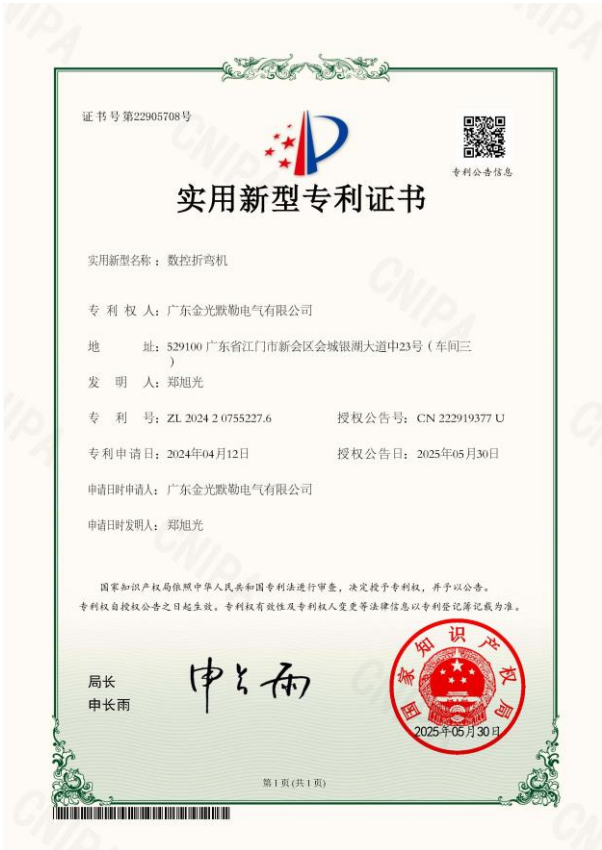 证书号第22905708号
专利公告信息
实用新型专利证书
实用新型名称：数控折弯机
专利权人：广东金光默勒电气有限公司
地址：529100 广东省江门市新会区会城银湖大道中23号（车间三
）
发明人：郑旭光
专利号：ZL 2024 2 0755227.6 授权公告号：CN 222919377 U
专利申请日：2024年04月12日 授权公告日：2025年05月30日
申请日时申请人：广东金光默勒电气有限公司
申请日时发明人：郑旭光
国家知识产权局依照中华人民共和国专利法进行审查，决定授予专利权，并予以公告。
专利权自授权公告之日起生效。专利权有效性及专利权人变更等法律信息以专利登记簿记载为准。
局长
申长雨
申长雨
国家知识产权局
2025年05月30日
第1页(共1页)
CNIPA
CNIPA
CNIPA
CNIPA
CNIPA